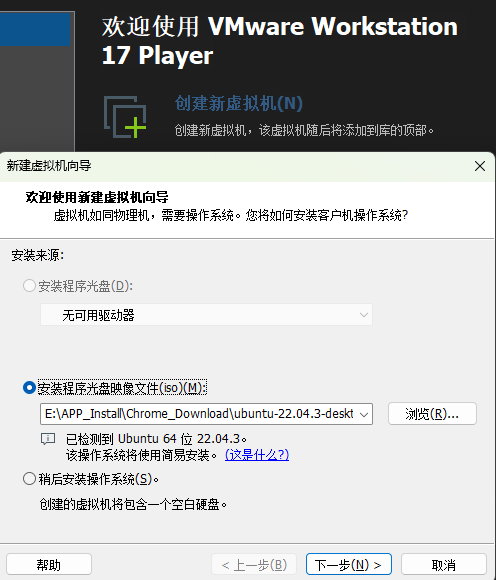 欢迎使用 VMware Workstation
17 Player
创建新虚拟机(N)
创建新虚拟机，该虚拟机随后将添加到库的顶部。
新建虚拟机向导
欢迎使用新建虚拟机向导
虚拟机如同物理机，需要操作系统。您将如何安装客户机操作系统?
安装来源:
安装程序光盘(D):
无可用驱动器
安装程序光盘映像文件(iso)(M):
E:\APP_Install\Chrome_Download\ubuntu-22.04.3-deskt
浏览(R)...
已检测到 Ubuntu 64 位 22.04.3。
该操作系统将使用简易安装。 (这是什么?)
稍后安装操作系统(S)。
创建的虚拟机将包含一个空白硬盘。
帮助
< 上一步(B)
下一步(N) >
取消